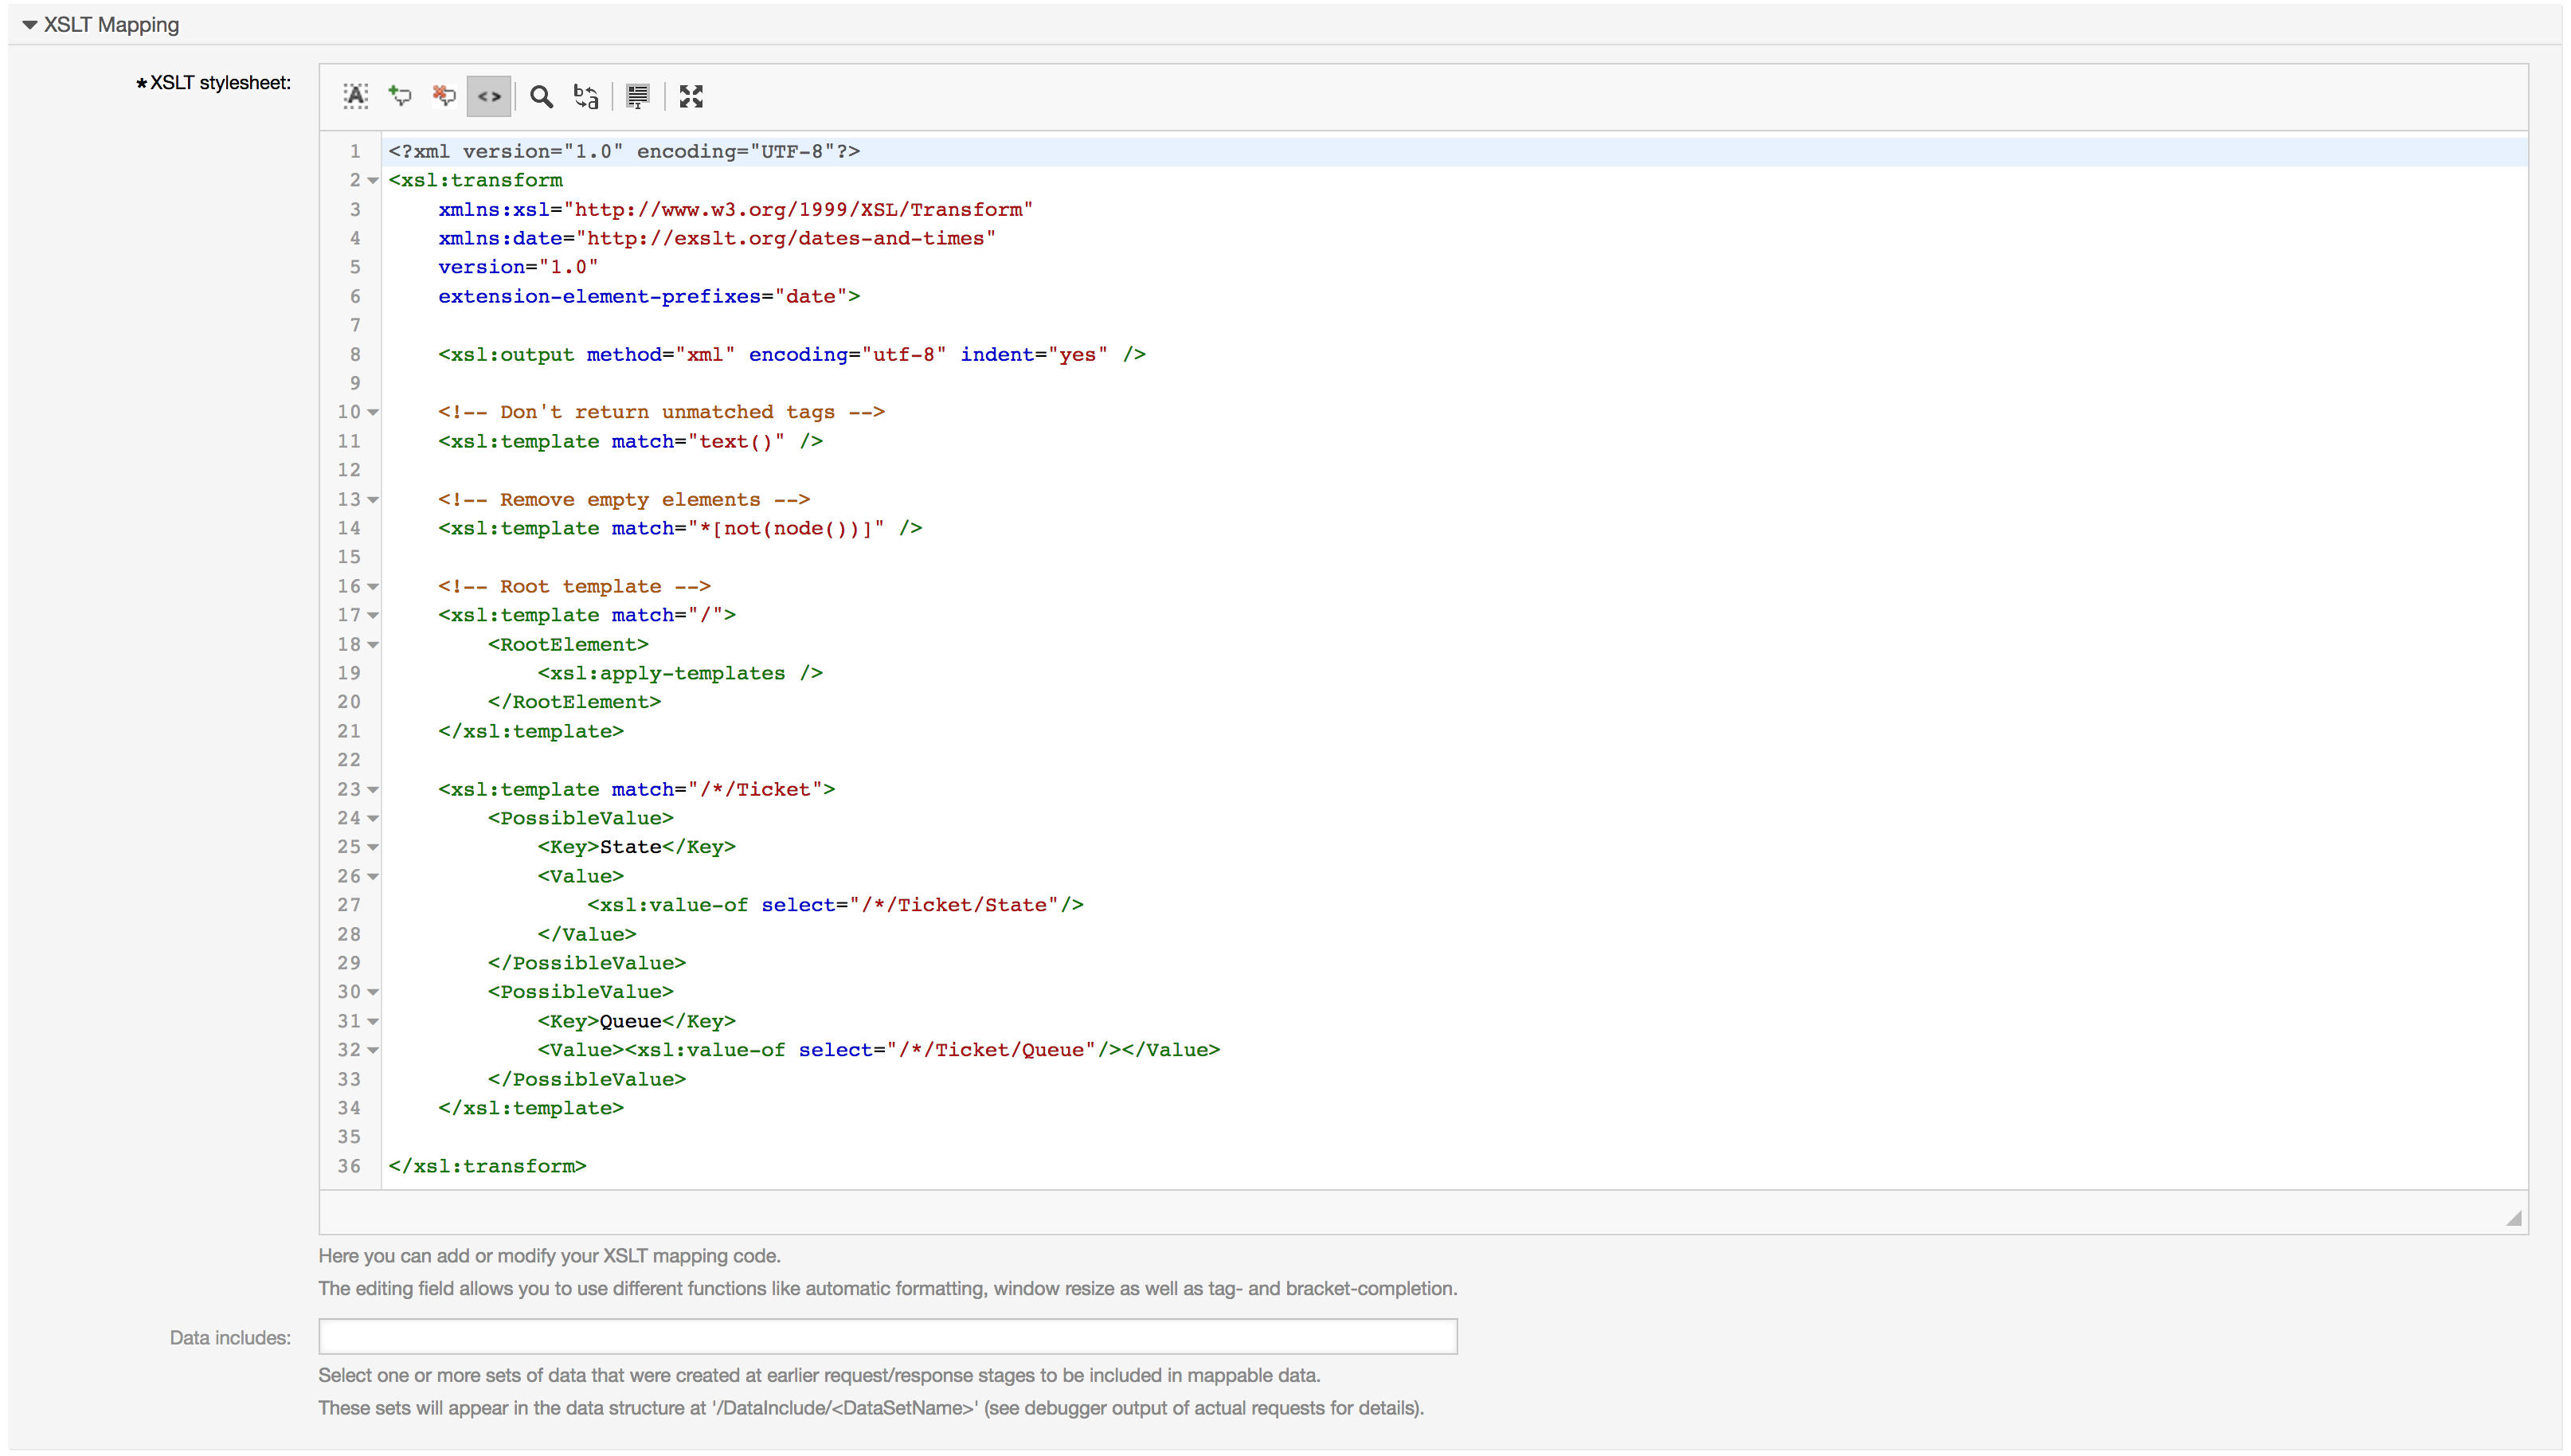 XSLT Mapping
*XSLT stylesheet:
1 <?xml version="1.0" encoding="UTF-8"?>
2 <xsl:transform
3     xmlns:xsl="http://www.w3.org/1999/XSL/Transform"
4     xmlns:date="http://exslt.org/dates-and-times"
5     version="1.0"
6     extension-element-prefixes="date">
7
8     <xsl:output method="xml" encoding="utf-8" indent="yes" />
9
10     <!-- Don't return unmatched tags -->
11     <xsl:template match="text()" />
12
13     <!-- Remove empty elements -->
14     <xsl:template match="*[not(node())]" />
15
16     <!-- Root template -->
17     <xsl:template match="/">
18         <RootElement>
19             <xsl:apply-templates />
20         </RootElement>
21     </xsl:template>
22
23     <xsl:template match="/*/Ticket">
24         <PossibleValue>
25             <Key>State</Key>
26             <Value>
27                 <xsl:value-of select="/*/Ticket/State"/>
28             </Value>
29         </PossibleValue>
30         <PossibleValue>
31             <Key>Queue</Key>
32             <Value><xsl:value-of select="/*/Ticket/Queue"/></Value>
33         </PossibleValue>
34     </xsl:template>
35
36 </xsl:transform>
Here you can add or modify your XSLT mapping code.
The editing field allows you to use different functions like automatic formatting, window resize as well as tag- and bracket-completion.
Data includes:
Select one or more sets of data that were created at earlier request/response stages to be included in mappable data.
These sets will appear in the data structure at '/DataInclude/<DataSetName>' (see debugger output of actual requests for details).